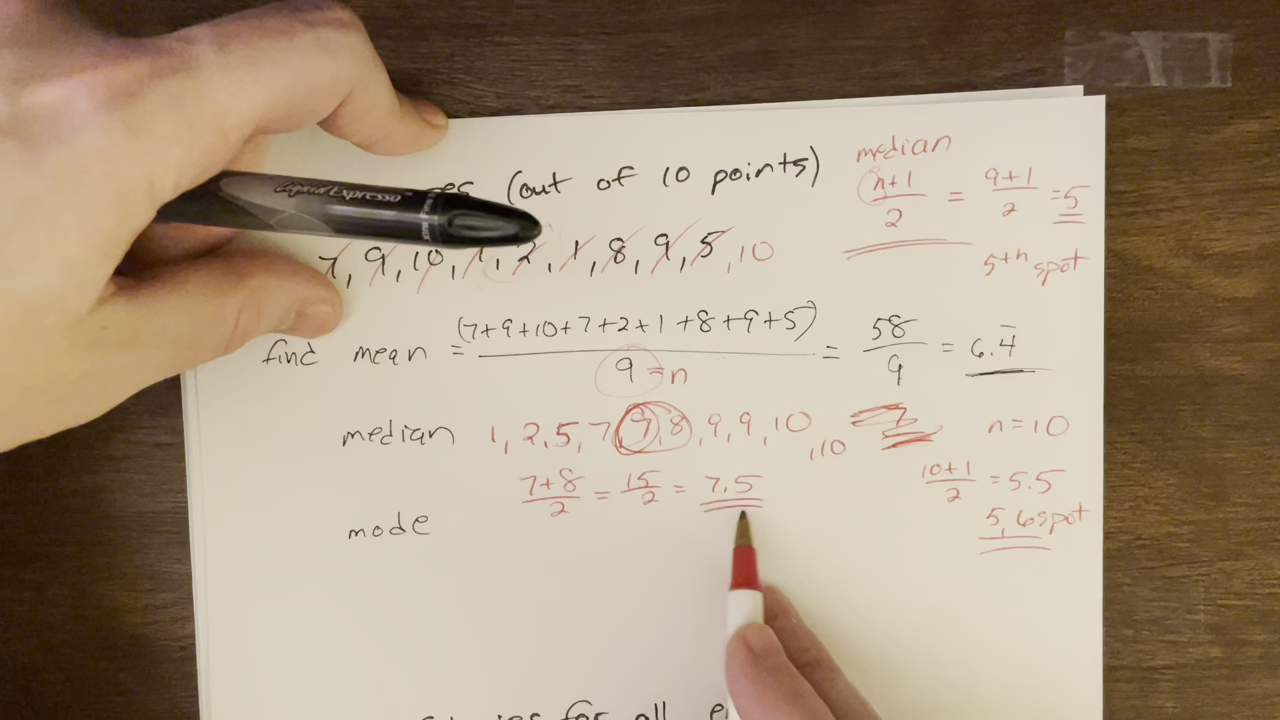 (out of 10 points)
7, 9, 10, 7, 2, 1, 8, 9, 5, 10
find mean = (7+9+10+7+2+1+8+9+5) / 9 = n = 58/9 = 6.4̅
median 1, 2, 5, 7, 7, 8, 9, 9, 10, 10
7+8/2 = 15/2 = 7.5
mode
median
n+1/2 = 9+1/2 = 5
5th spot
n=10
10+1/2 = 5.5
5, 6 spot
for all
Liquid Expresso